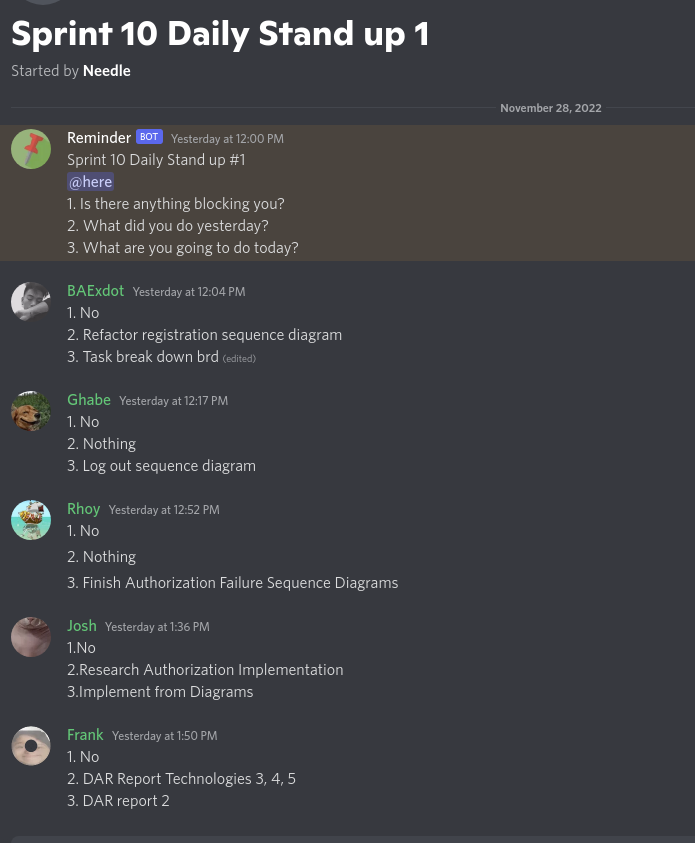 Sprint 10 Daily Stand up 1
Started by Needle
November 28, 2022
Reminder BOT Yesterday at 12:00 PM
Sprint 10 Daily Stand up #1
@here
1. Is there anything blocking you?
2. What did you do yesterday?
3. What are you going to do today?
BAExdot Yesterday at 12:04 PM
1. No
2. Refactor registration sequence diagram
3. Task break down brd (edited)
Ghabe Yesterday at 12:17 PM
1. No
2. Nothing
3. Log out sequence diagram
Rhoy Yesterday at 12:52 PM
1. No
2. Nothing
3. Finish Authorization Failure Sequence Diagrams
Josh Yesterday at 1:36 PM
1.No
2.Research Authorization Implementation
3.Implement from Diagrams
Frank Yesterday at 1:50 PM
1. No
2. DAR Report Technologies 3, 4, 5
3. DAR report 2